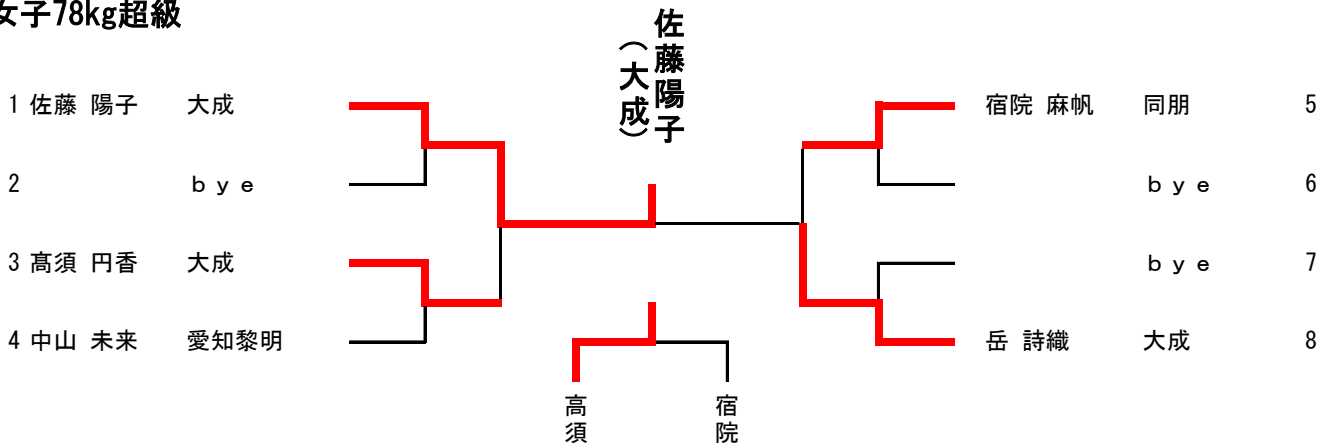 女子78kg超級
佐藤陽子
（大成）
1 佐藤 陽子 大成
2 ｂｙｅ
3 髙須 円香 大成
4 中山 未来 愛知黎明
宿院 麻帆 同朋 5
ｂｙｅ 6
ｂｙｅ 7
岳 詩織 大成 8
高須
宿院